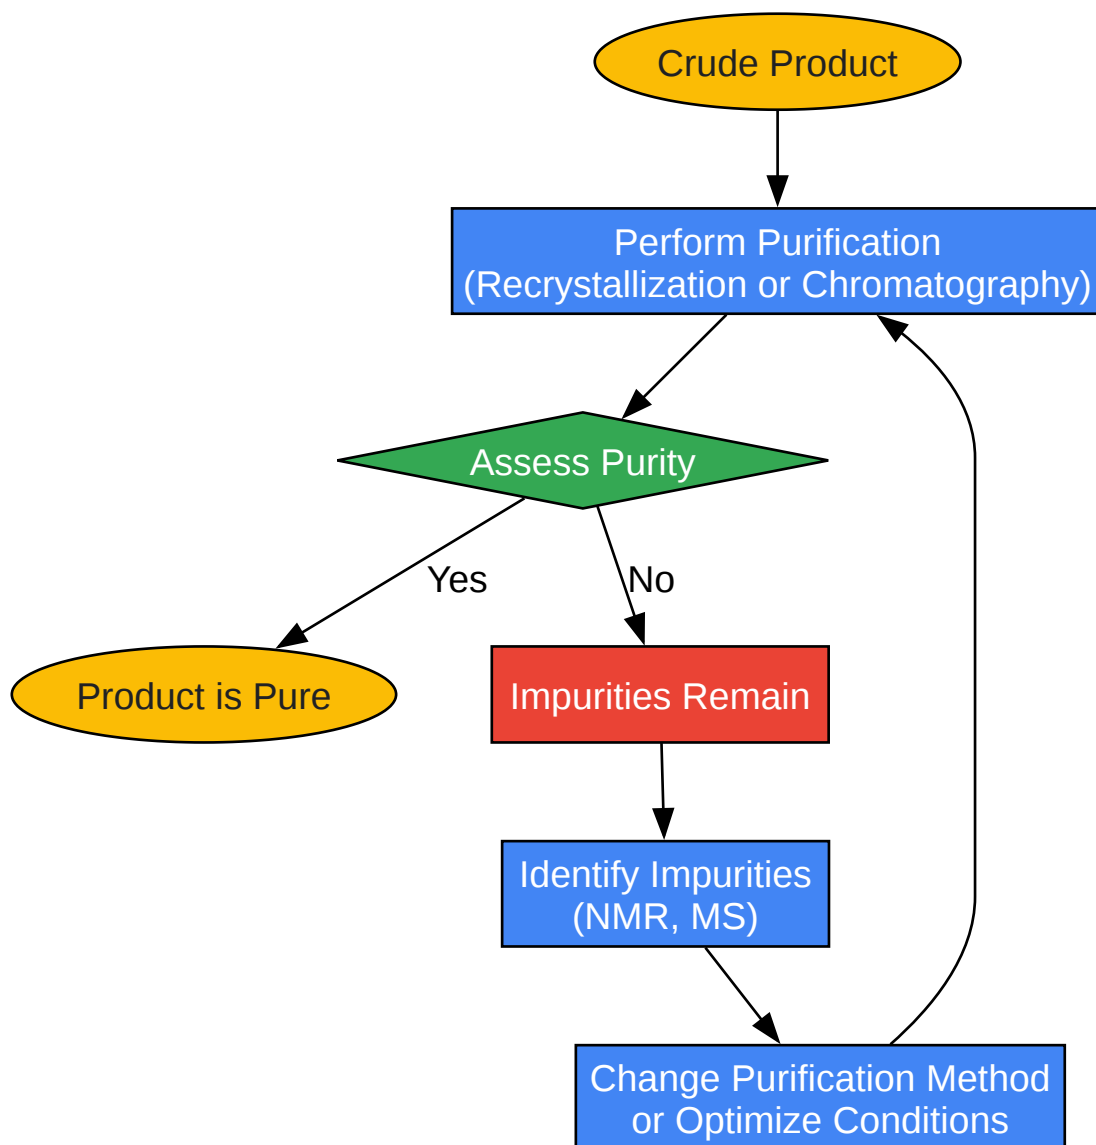 Crude Product
Perform Purification
(Recrystallization or Chromatography)
Assess Purity
Yes
No
Product is Pure
Impurities Remain
Identify Impurities
(NMR, MS)
Change Purification Method
or Optimize Conditions